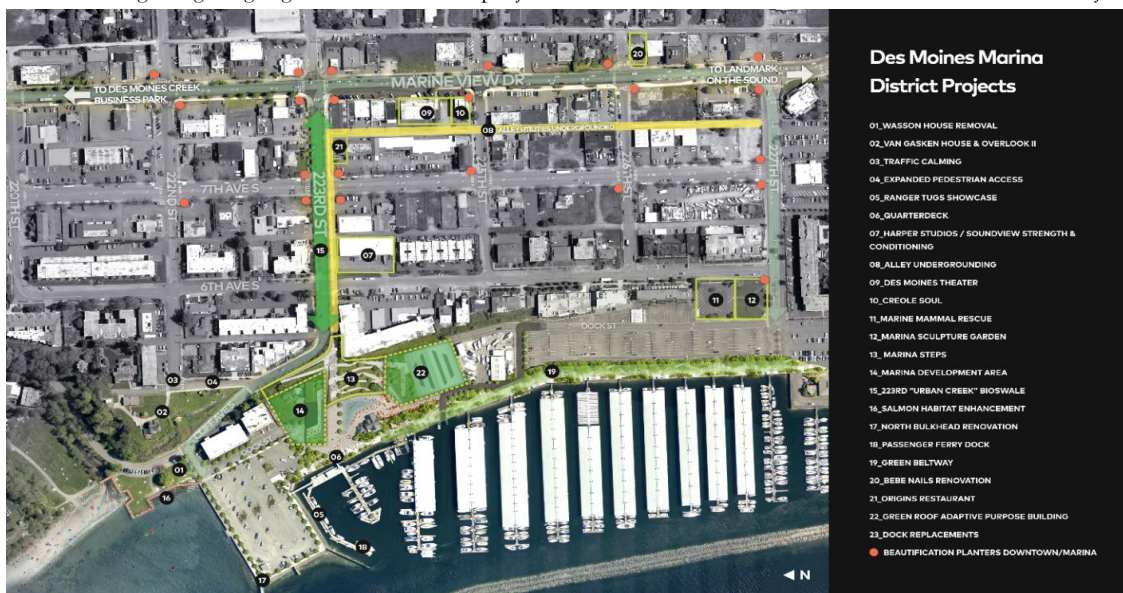 20
TO DES MOINES CREEK
BUSINESS PARK
MARINE VIEW DR
TO LANDMARK
ON THE SOUND
09
10
08
ALLEY UTILITIES UNDERGROUNDED
21
7TH AVE S
222ND ST
223RD ST
225TH ST
226TH ST
227TH ST
15
07
6TH AVE S
11
12
DOCK ST
03
04
13
22
19
02
14
01
06
16
05
18
17
N
Des Moines Marina
District Projects
01_WASSON HOUSE REMOVAL
02_VAN GASKEN HOUSE & OVERLOOK II
03_TRAFFIC CALMING
04_EXPANDED PEDESTRIAN ACCESS
05_RANGER TUGS SHOWCASE
06_QUARTERDECK
07_HARPER STUDIOS / SOUNDVIEW STRENGTH &
CONDITIONING
08_ALLEY UNDERGROUNDING
09_DES MOINES THEATER
10_CREOLE SOUL
11_MARINE MAMMAL RESCUE
12_MARINA SCULPTURE GARDEN
13_ MARINA STEPS
14_MARINA DEVELOPMENT AREA
15_223RD "URBAN CREEK" BIOSWALE
16_SALMON HABITAT ENHANCEMENT
17_NORTH BULKHEAD RENOVATION
18_PASSENGER FERRY DOCK
19_GREEN BELTWAY
20_BEBE NAILS RENOVATION
21_ORIGINS RESTAURANT
22_GREEN ROOF ADAPTIVE PURPOSE BUILDING
23_DOCK REPLACEMENTS
BEAUTIFICATION PLANTERS DOWNTOWN/MARINA